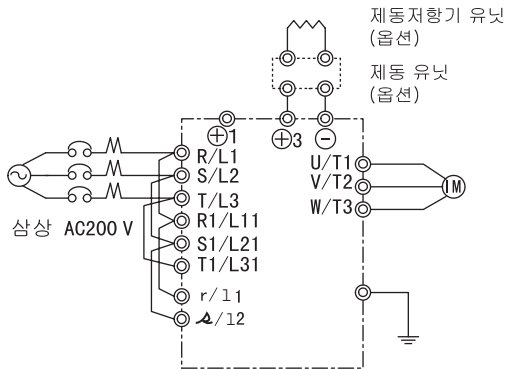 제동저항기 유닛
(옵션)
제동 유닛
(옵션)
⊕1
⊕3
⊖
R/L1
S/L2
T/L3
R1/L11
S1/L21
T1/L31
r/l1
s/l2
U/T1
V/T2
W/T3
IM
삼상 AC200 V